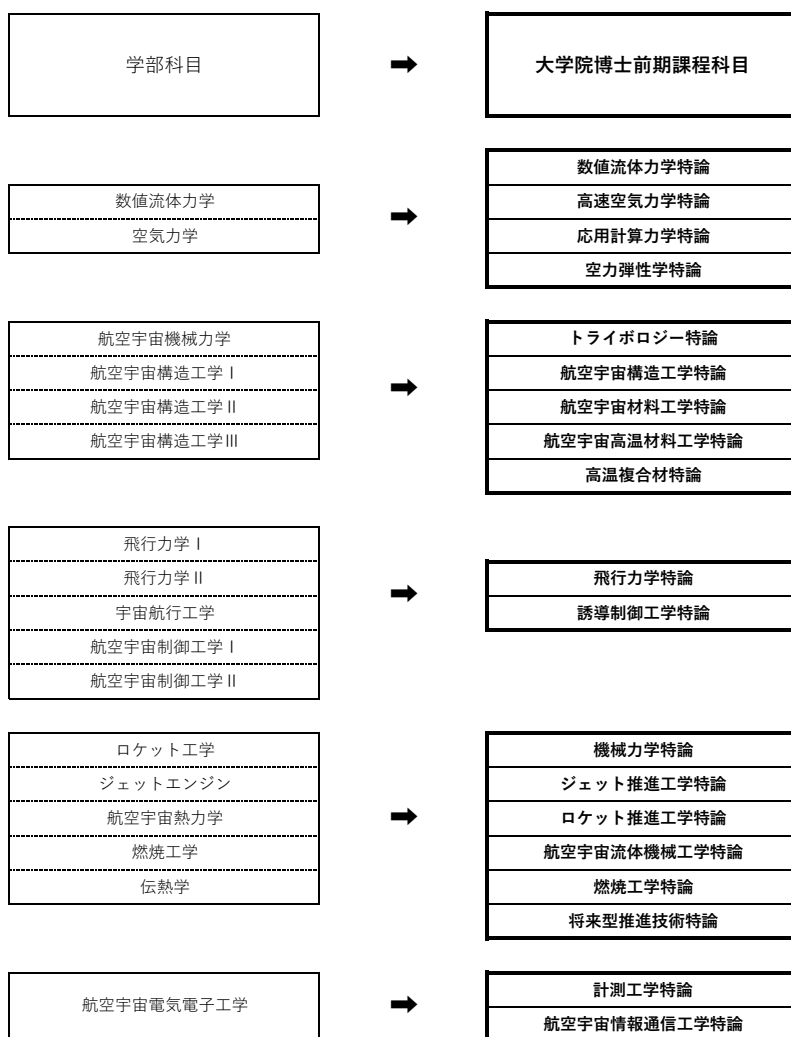 学部科目
➡
大学院博士前期課程科目
数値流体力学
空気力学
➡
数値流体力学特論
高速空気力学特論
応用計算力学特論
空力弾性学特論
航空宇宙機械力学
航空宇宙構造工学Ⅰ
航空宇宙構造工学Ⅱ
航空宇宙構造工学Ⅲ
➡
トライボロジー特論
航空宇宙構造工学特論
航空宇宙材料工学特論
航空宇宙高温材料工学特論
高温複合材特論
飛行力学Ⅰ
飛行力学Ⅱ
宇宙航行工学
航空宇宙制御工学Ⅰ
航空宇宙制御工学Ⅱ
➡
飛行力学特論
誘導制御工学特論
ロケット工学
ジェットエンジン
航空宇宙熱力学
燃焼工学
伝熱学
➡
機械力学特論
ジェット推進工学特論
ロケット推進工学特論
航空宇宙流体機械工学特論
燃焼工学特論
将来型推進技術特論
航空宇宙電気電子工学
➡
計測工学特論
航空宇宙情報通信工学特論